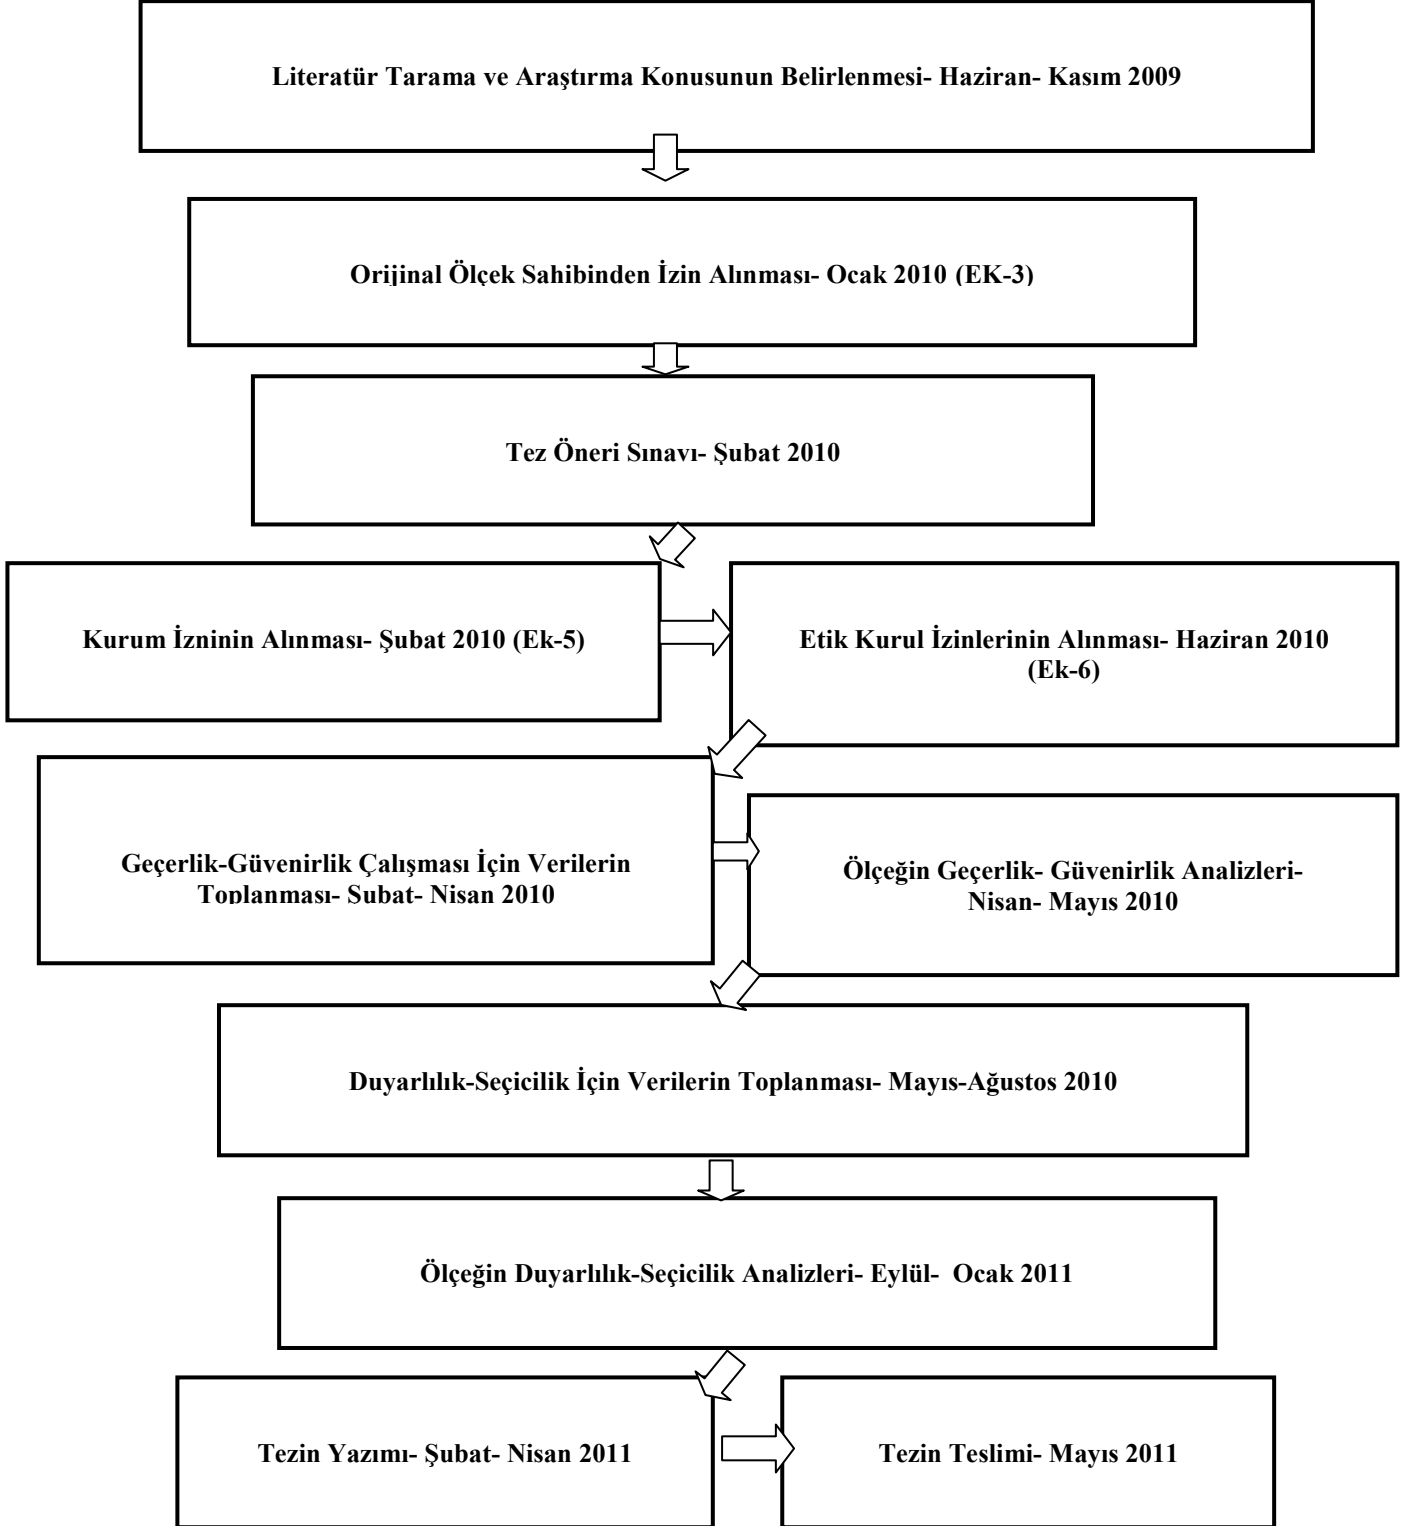 Literatür Tarama ve Araştırma Konusunun Belirlenmesi- Haziran- Kasım 2009
Orijinal Ölçek Sahibinden İzin Alınması- Ocak 2010 (EK-3)
Tez Öneri Sınavı- Şubat 2010
Kurum İzninin Alınması- Şubat 2010 (Ek-5)
Etik Kurul İzinlerinin Alınması- Haziran 2010
(Ek-6)
Geçerlik-Güvenirlik Çalışması İçin Verilerin
Toplanması- Şubat- Nisan 2010
Ölçeğin Geçerlik- Güvenirlik Analizleri-
Nisan- Mayıs 2010
Duyarlılık-Seçicilik İçin Verilerin Toplanması- Mayıs-Ağustos 2010
Ölçeğin Duyarlılık-Seçicilik Analizleri- Eylül- Ocak 2011
Tezin Yazımı- Şubat- Nisan 2011
Tezin Teslimi- Mayıs 2011